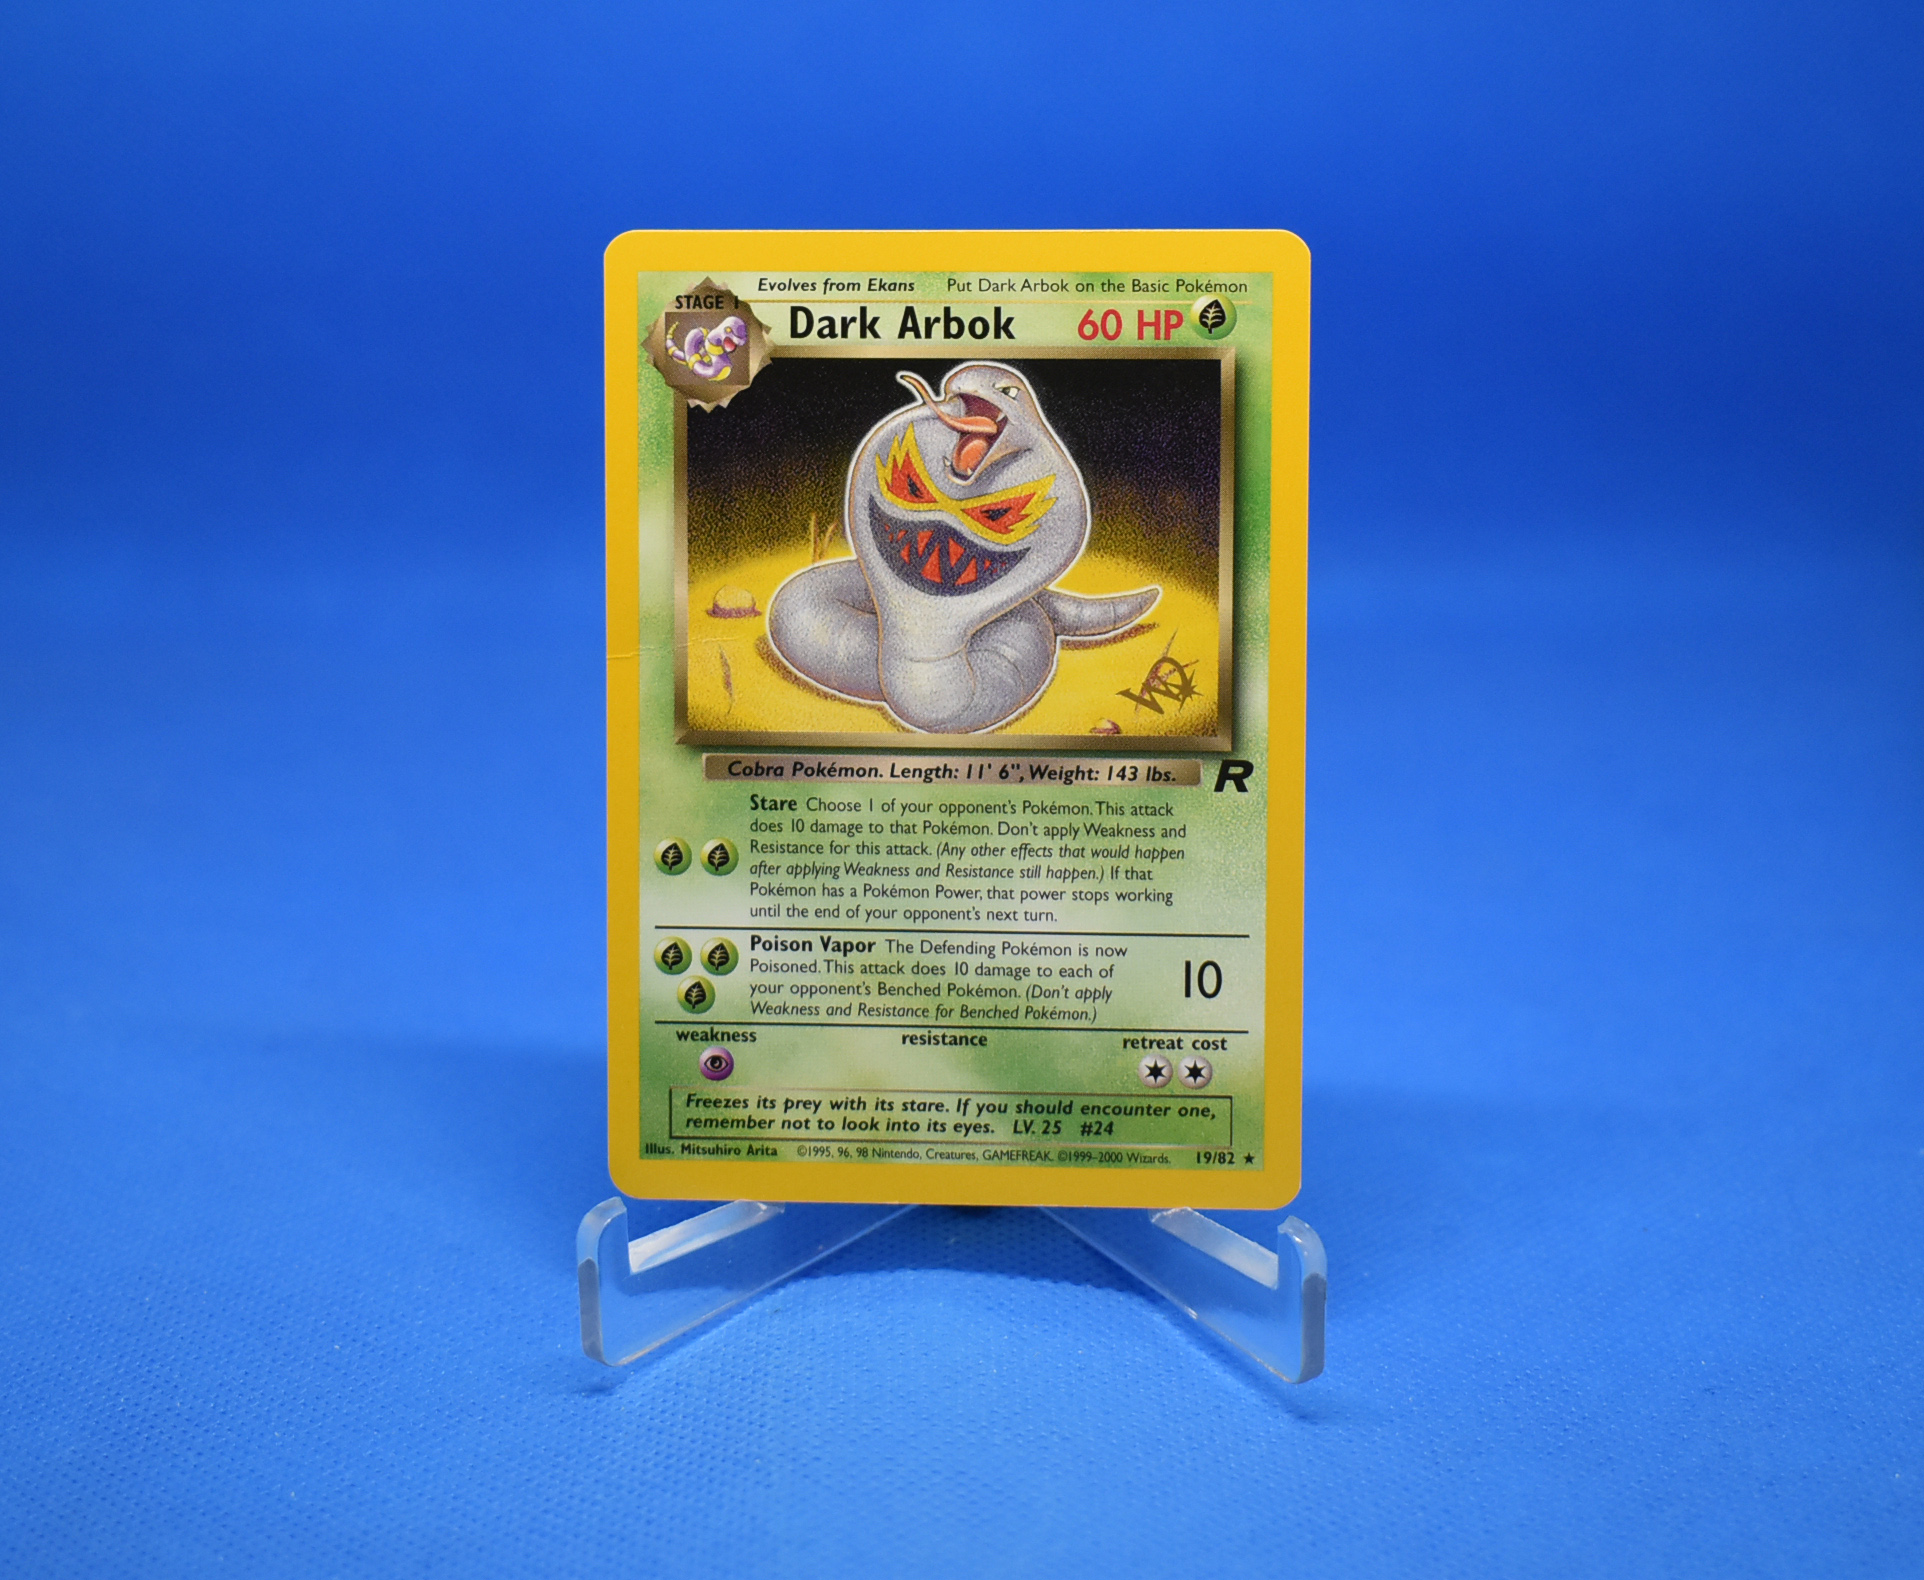 Evolves from Ekans Put Dark Arbok on the Basic Pokémon
STAGE 1
Dark Arbok 60 HP
W
Cobra Pokémon. Length: 11' 6", Weight: 143 lbs.
R
Stare Choose 1 of your opponent's Pokémon. This attack
does 10 damage to that Pokémon. Don't apply Weakness and
Resistance for this attack. (Any other effects that would happen
after applying Weakness and Resistance still happen.) If that
Pokémon has a Pokémon Power, that power stops working
until the end of your opponent's next turn.
Poison Vapor The Defending Pokémon is now
Poisoned. This attack does 10 damage to each of
your opponent's Benched Pokémon. (Don't apply
Weakness and Resistance for Benched Pokémon.)
10
weakness resistance retreat cost
Freezes its prey with its stare. If you should encounter one,
remember not to look into its eyes. LV. 25 #24
Illus. Mitsuhiro Arita ©1995, 96, 98 Nintendo, Creatures, GAMEFREAK. ©1999–2000 Wizards. 19/82 ★